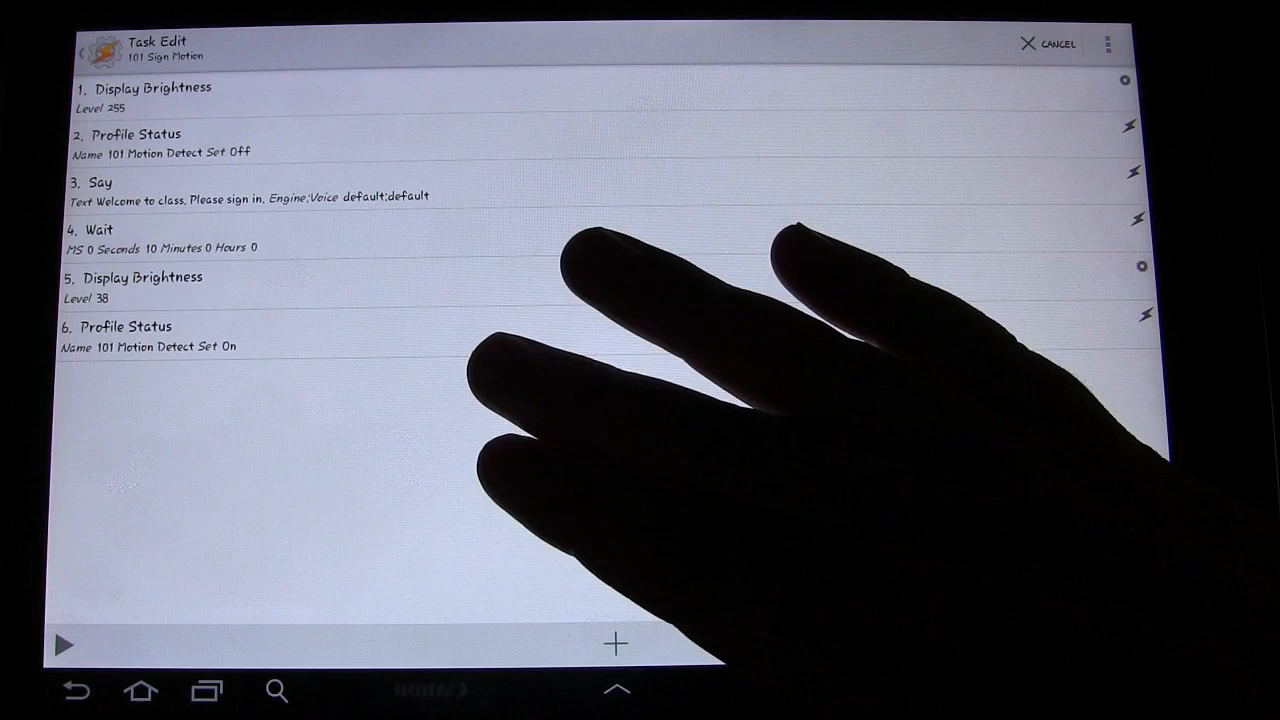 Task Edit
101 Sign Motion
CANCEL
1. Display Brightness
Level 255
2. Profile Status
Name 101 Motion Detect Set Off
3. Say
Text Welcome to class. Please sign in. Engine:Voice default:default
4. Wait
MS 0 Seconds 10 Minutes 0 Hours 0
5. Display Brightness
Level 38
6. Profile Status
Name 101 Motion Detect Set On
Canon